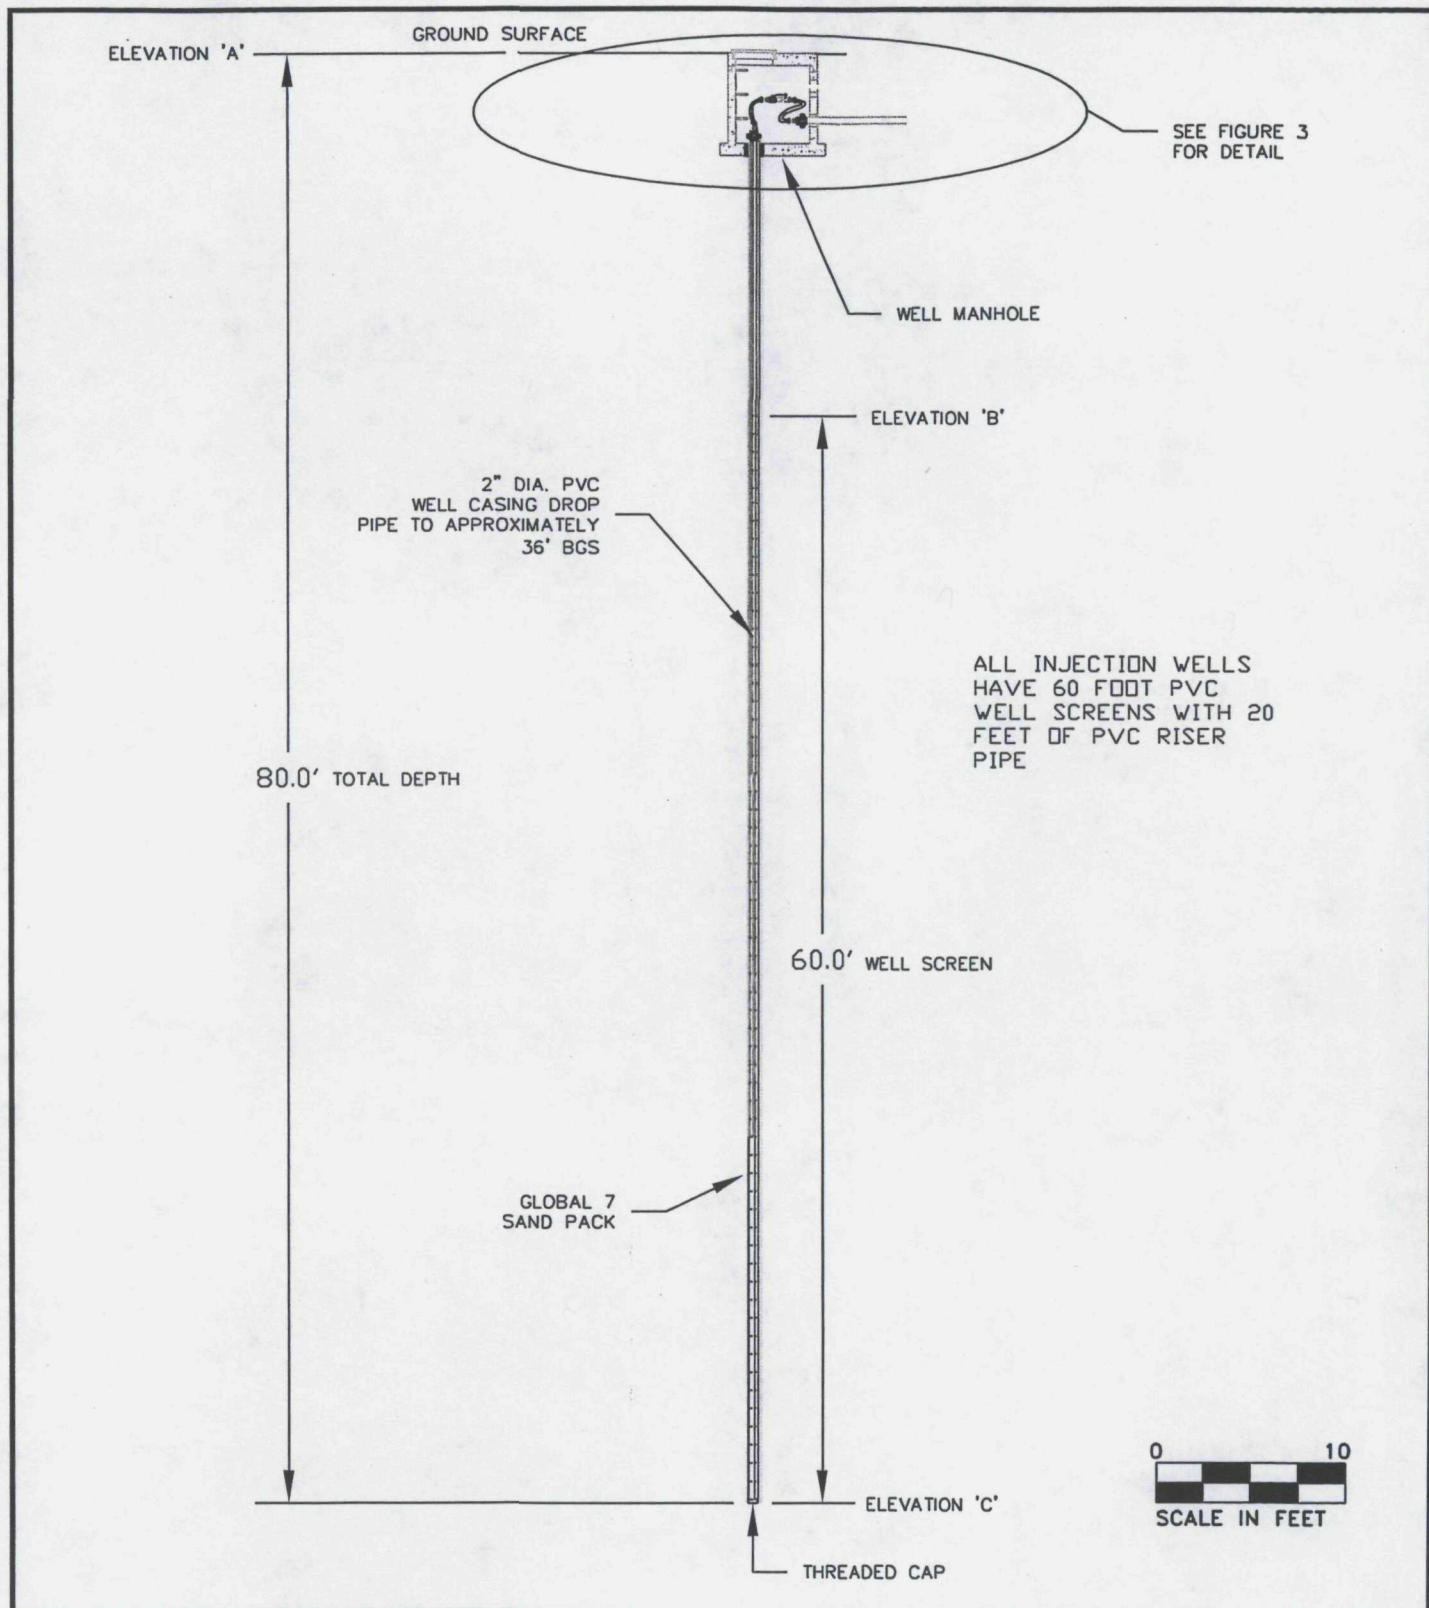 GROUND SURFACE
ELEVATION 'A'
SEE FIGURE 3
FOR DETAIL
WELL MANHOLE
ELEVATION 'B'
2" DIA. PVC
WELL CASING DROP
PIPE TO APPROXIMATELY
36' BGS
ALL INJECTION WELLS
HAVE 60 FOOT PVC
WELL SCREENS WITH 20
FEET OF PVC RISER
PIPE
80.0' TOTAL DEPTH
60.0' WELL SCREEN
GLOBAL 7
SAND PACK
0 10
SCALE IN FEET
ELEVATION 'C'
THREADED CAP